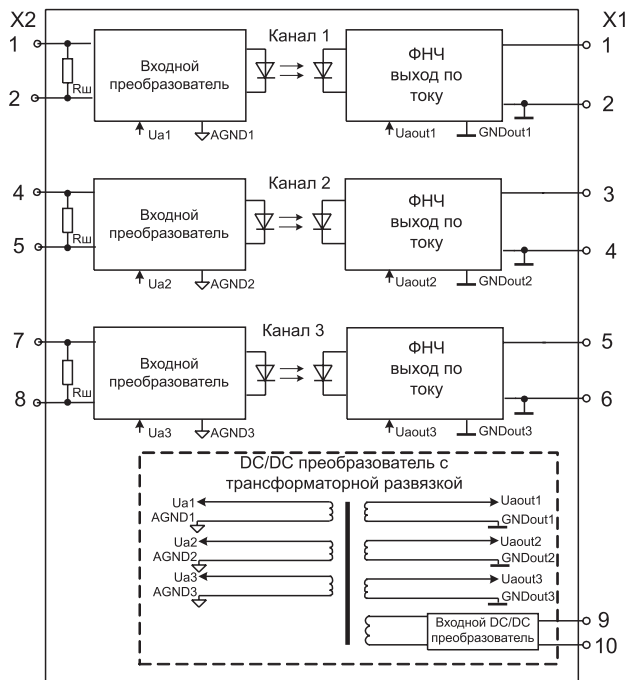 X2
X1
Канал 1
1
2
Rш
Входной
преобразователь
Ua1
AGND1
ФНЧ
выход по
току
Uaout1
GNDout1
1
2
Канал 2
4
5
Rш
Входной
преобразователь
Ua2
AGND2
ФНЧ
выход по
току
Uaout2
GNDout2
3
4
Канал 3
7
8
Rш
Входной
преобразователь
Ua3
AGND3
ФНЧ
выход по
току
Uaout3
GNDout3
5
6
DC/DC преобразователь с
трансформаторной развязкой
Ua1
AGND1
Ua2
AGND2
Ua3
AGND3
Uaout1
GNDout1
Uaout2
GNDout2
Uaout3
GNDout3
Входной DC/DC
преобразователь
9
10